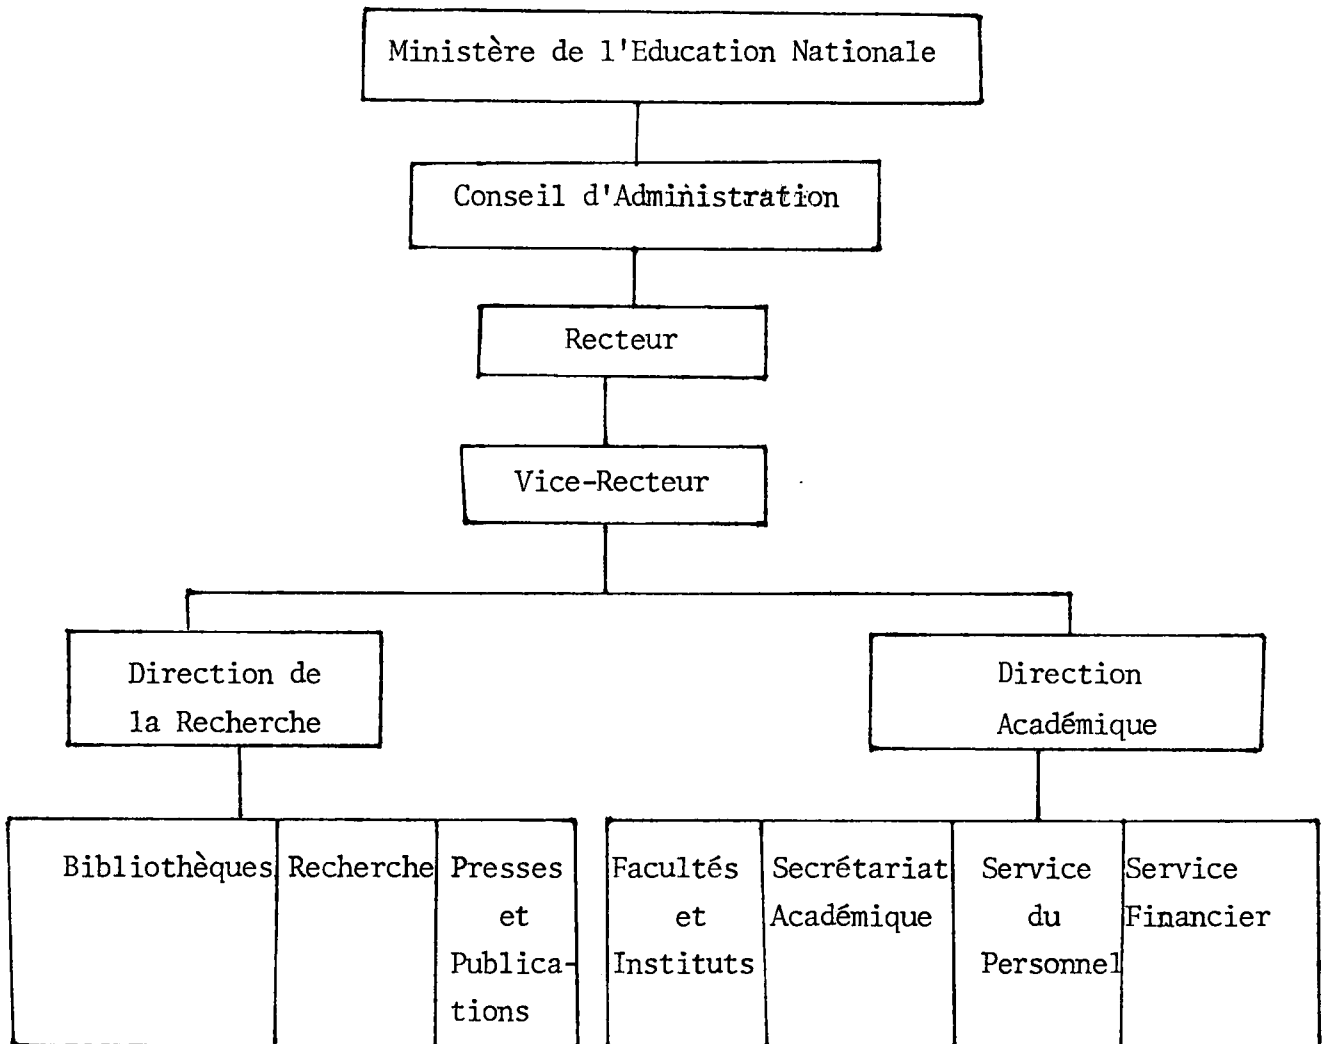 Ministère de l'Education Nationale
Conseil d'Administration
Recteur
Vice-Recteur
Direction de
la Recherche
Direction
Académique
Bibliothèques
Recherche
Presses
et
Publica-
tions
Facultés
et
Instituts
Secrétariat
Académique
Service
du
Personnel
Service
Financier